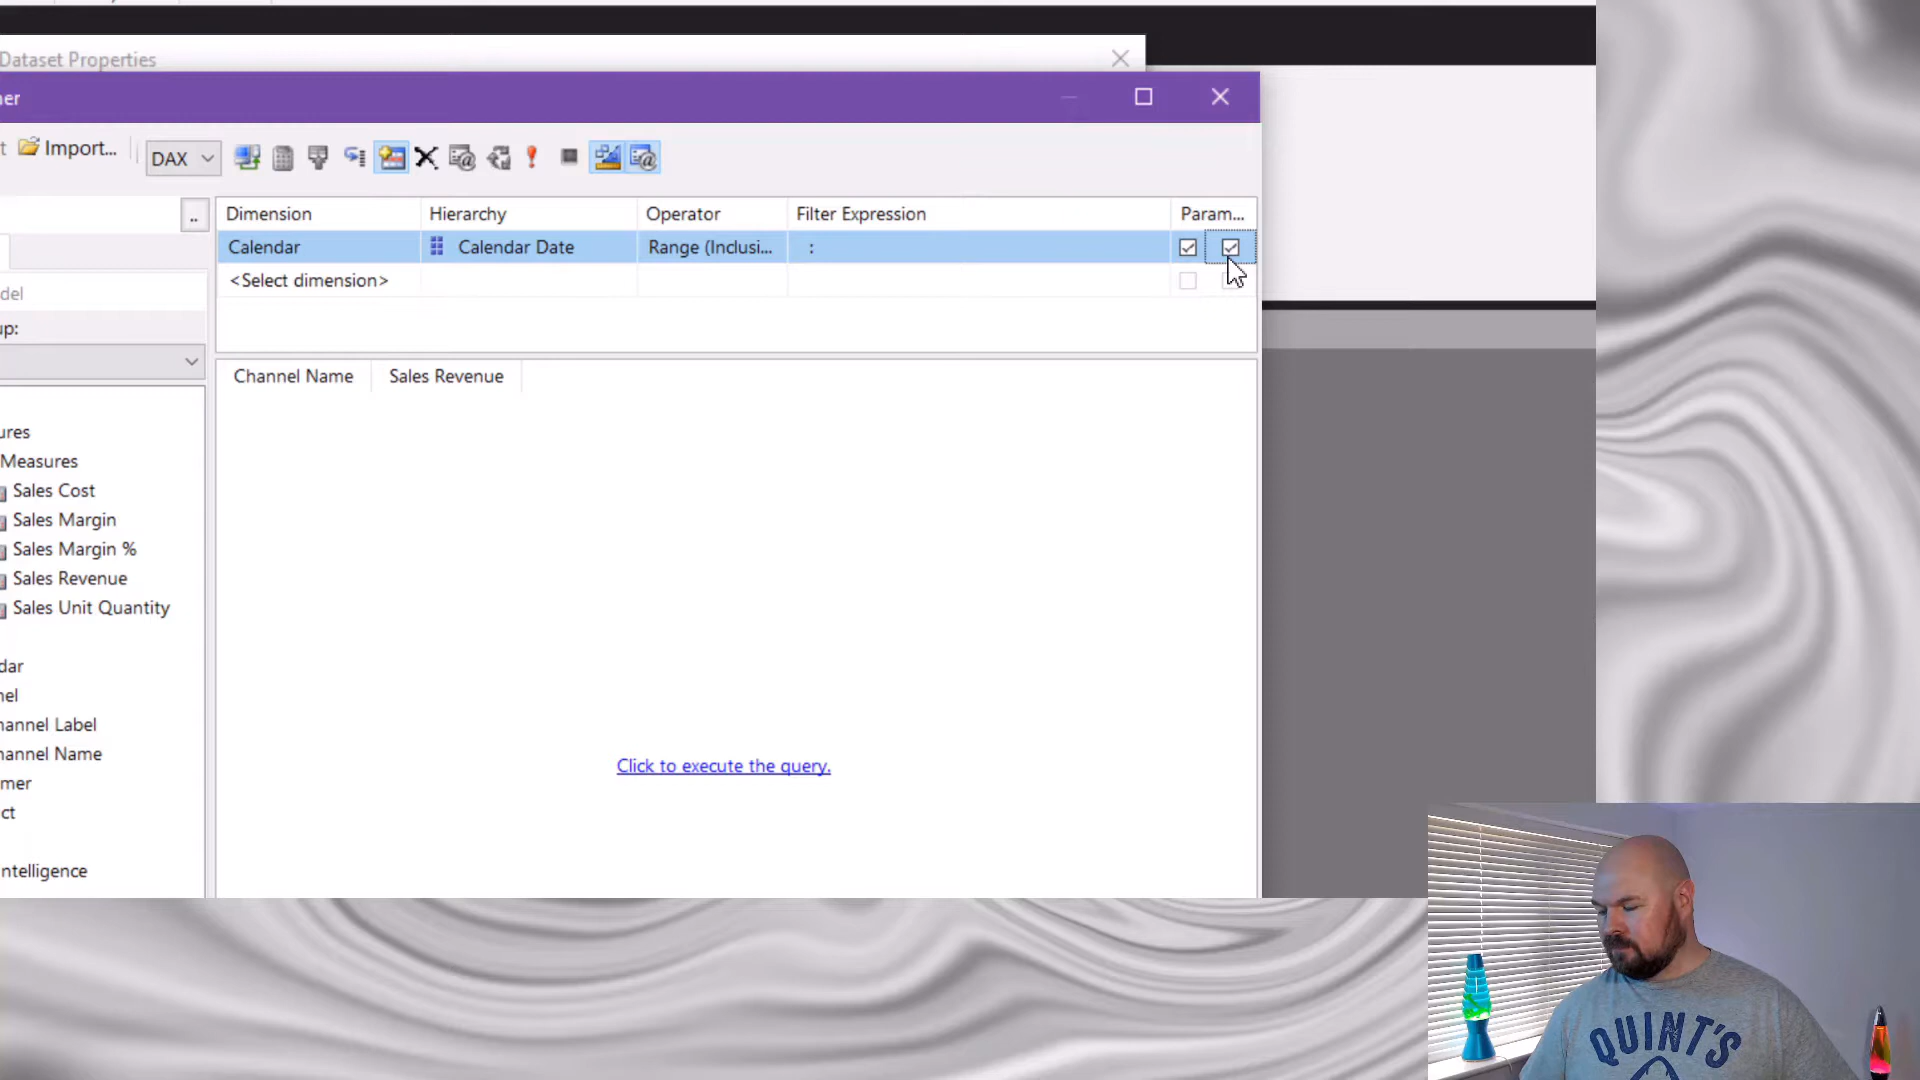 Dataset Properties
ner
t Import...
DAX
..
Dimension Hierarchy Operator Filter Expression Param...
Calendar Calendar Date Range (Inclusi... :
<Select dimension>
del
up:
Channel Name Sales Revenue
ures
Measures
Sales Cost
Sales Margin
Sales Margin %
Sales Revenue
Sales Unit Quantity
dar
nel
hannel Label
hannel Name
mer
ct
ntelligence
Click to execute the query.
QUINT'S